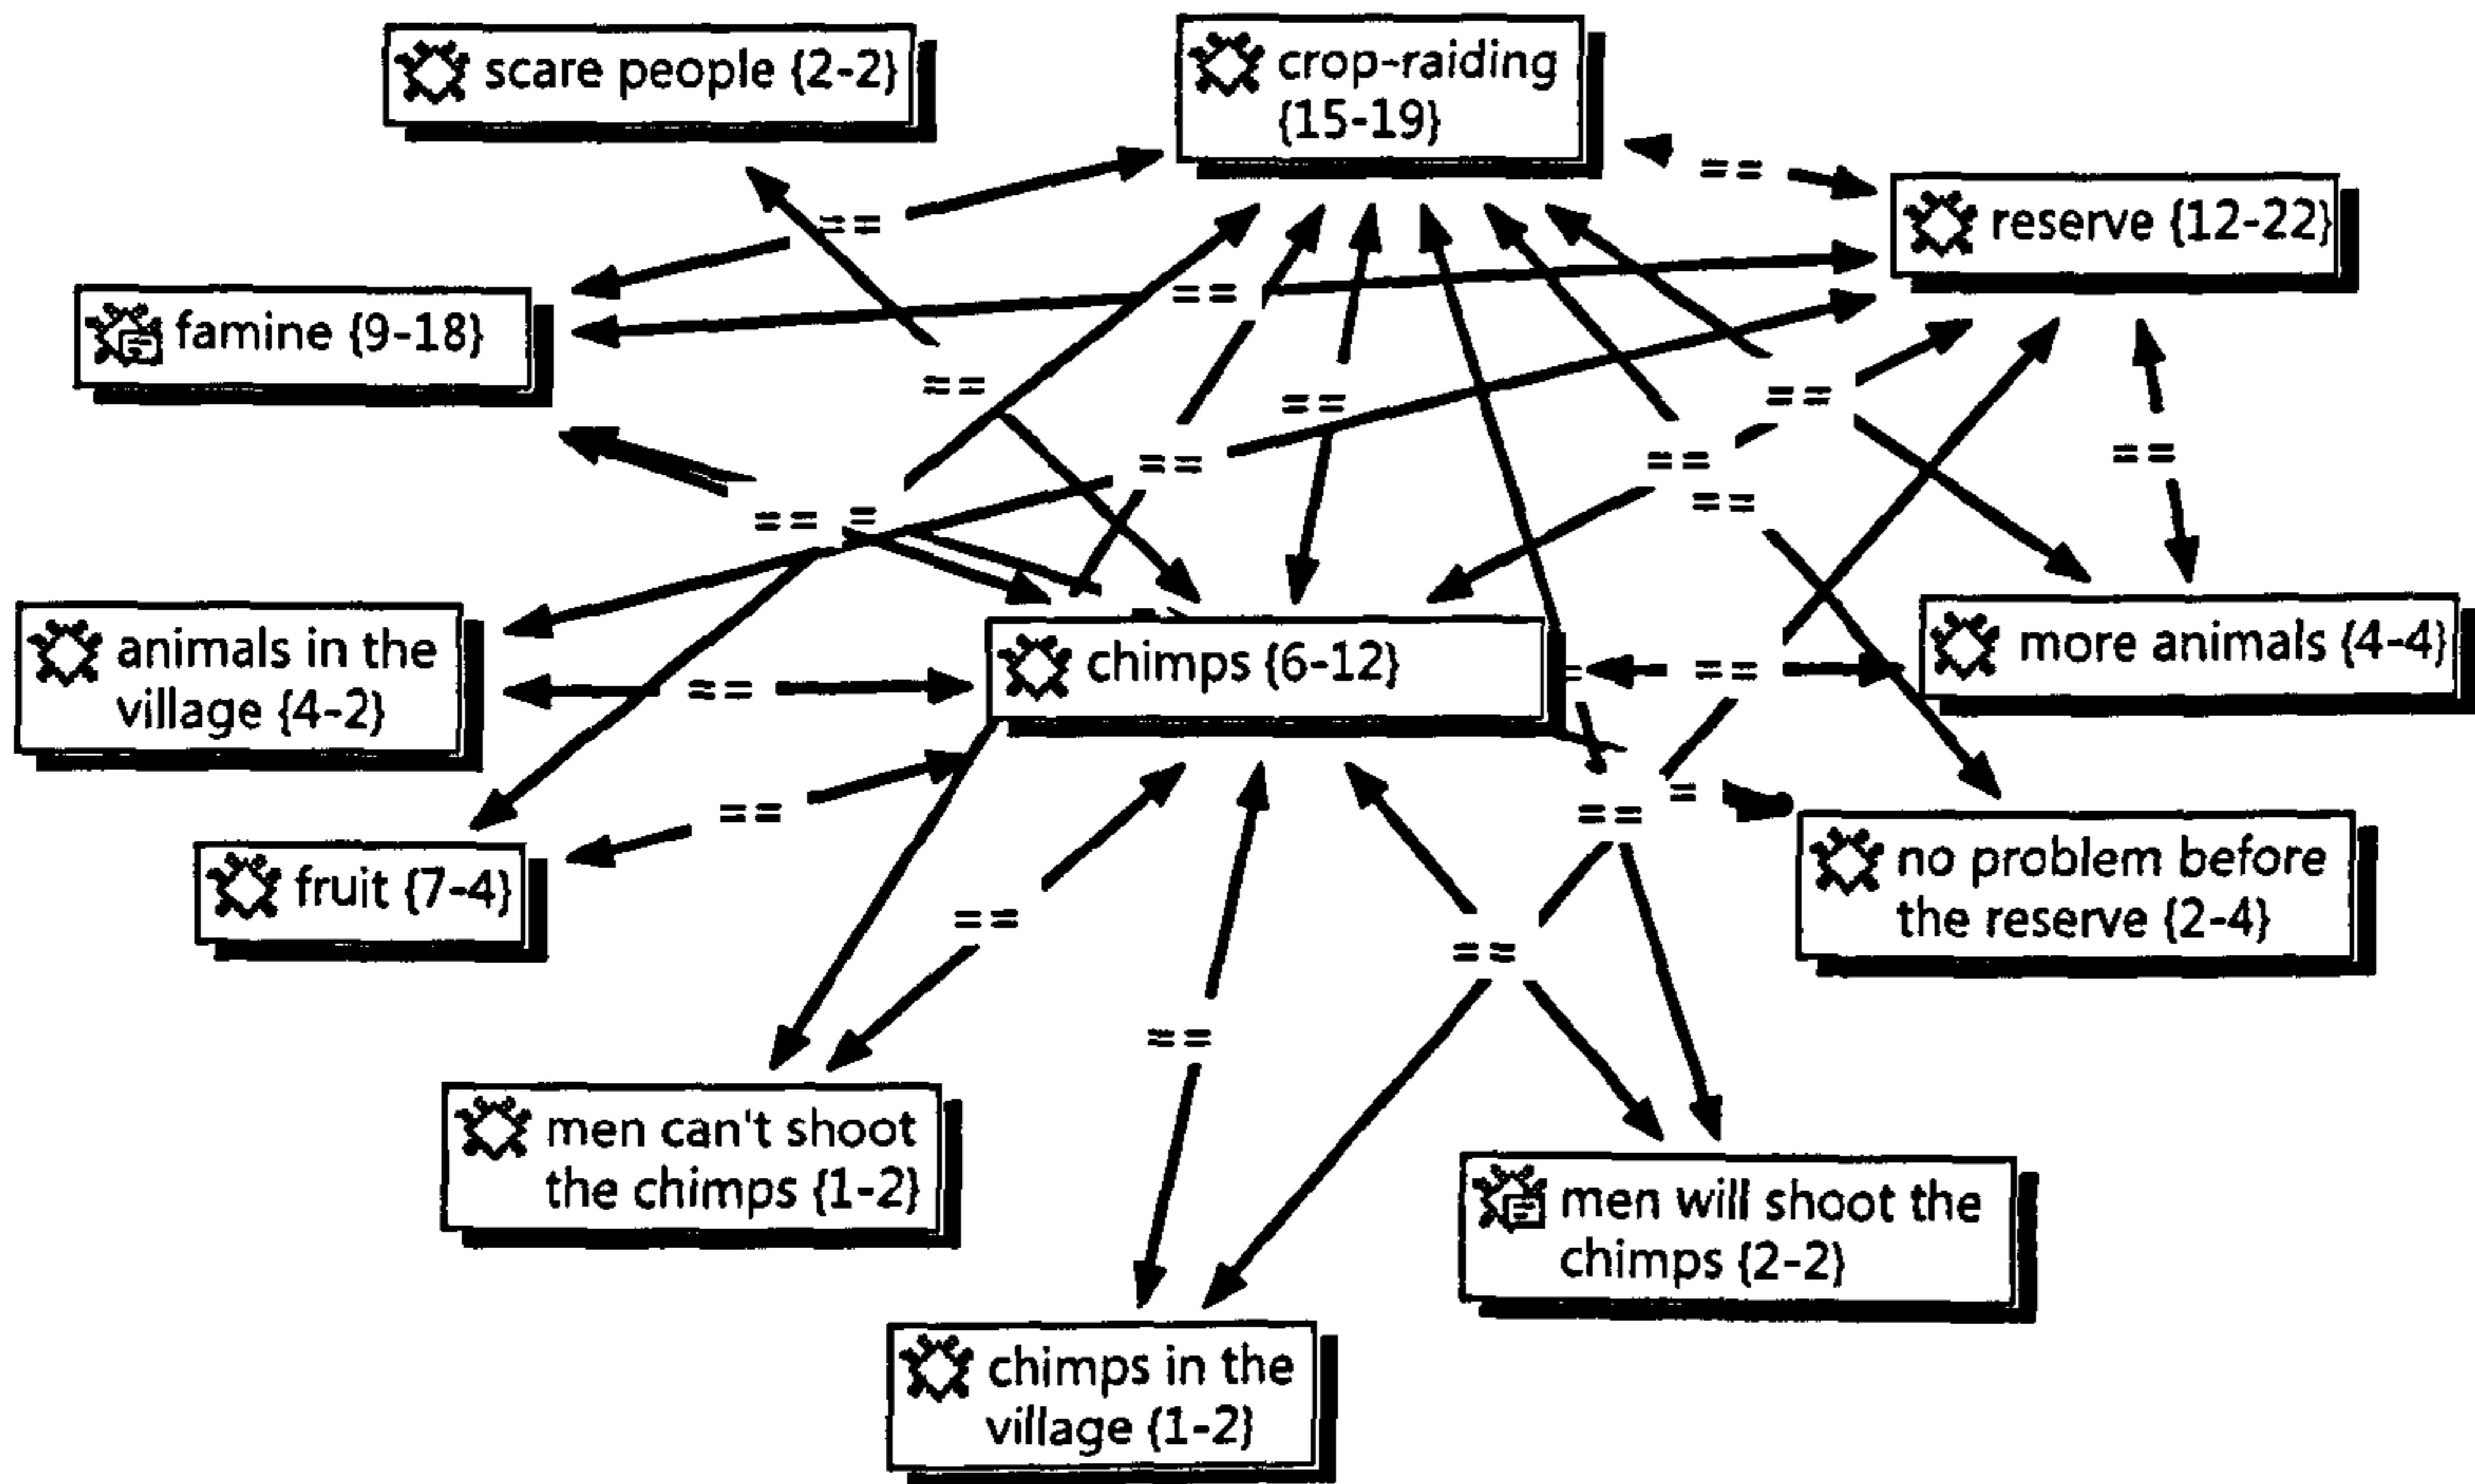 scare people {2-2}
crop-raiding
{15-19}
==
==
reserve {12-22}
==
famine {9-18}
==
==
==
==
==
==
==
==
== =
animals in the
village {4-2}
==
chimps {6-12}
=
==
more animals {4-4}
==
==
=
fruit {7-4}
no problem before
the reserve {2-4}
==
==
==
men can't shoot
the chimps {1-2}
men will shoot the
chimps {2-2}
chimps in the
village {1-2}